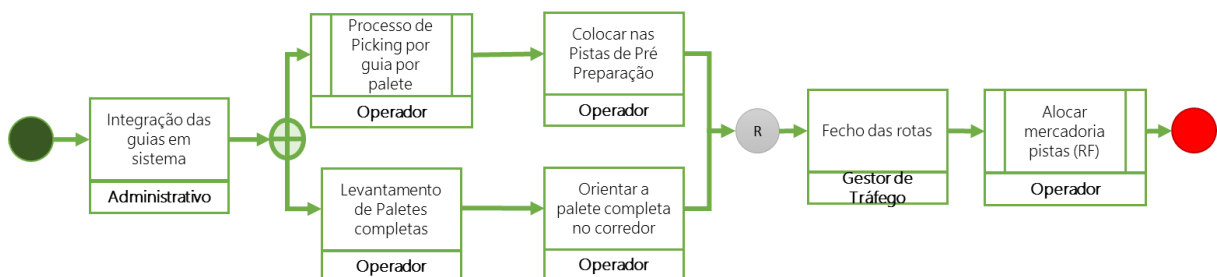 Integração das
guias em
sistema
Administrativo
Processo de
Picking por
guia por
palete
Operador
Colocar nas
Pistas de Pré
Preparação
Operador
Levantamento
de Paletes
completas
Operador
Orientar a
palete completa
no corredor
Operador
R
Fecho das rotas
Gestor de
Tráfego
Alocar
mercadoria
pistas (RF)
Operador